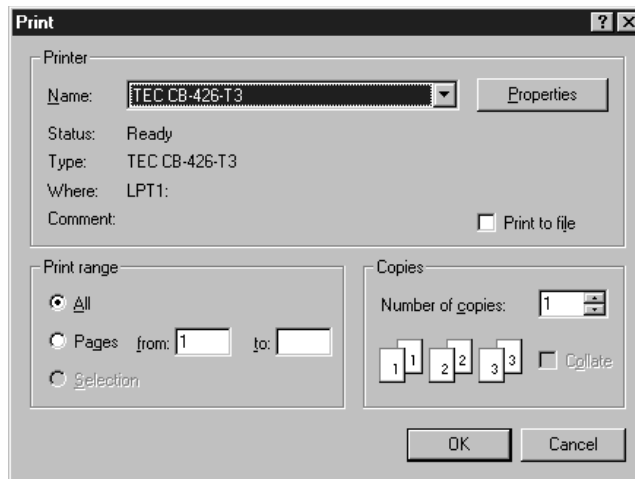 Print
Printer
Name: TEC CB-426-T3 Properties
Status: Ready
Type: TEC CB-426-T3
Where: LPT1:
Comment: Print to file
Print range
All
Pages from: 1 to:
Selection
Copies
Number of copies: 1
1 1 2 2 3 3 Collate
OK Cancel